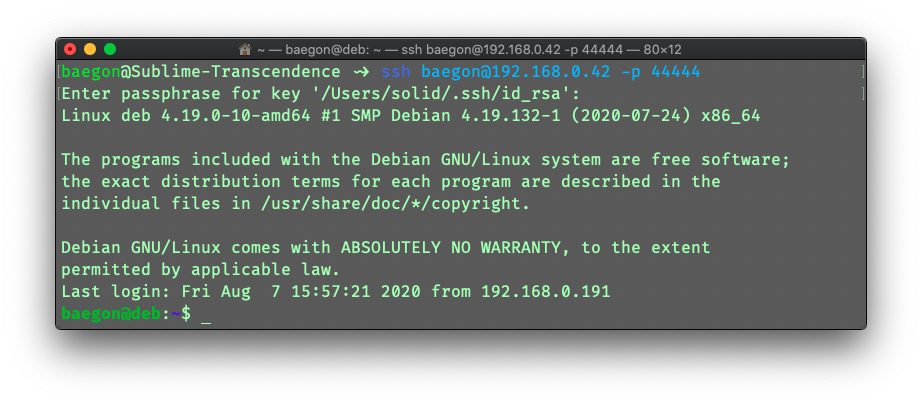 ~ — baegon@deb: ~ — ssh baegon@192.168.0.42 -p 44444 — 80×12
[baegon@Sublime-Transcendence ⇝ ssh baegon@192.168.0.42 -p 44444 ]
[Enter passphrase for key '/Users/solid/.ssh/id_rsa': ]
Linux deb 4.19.0-10-amd64 #1 SMP Debian 4.19.132-1 (2020-07-24) x86_64
The programs included with the Debian GNU/Linux system are free software;
the exact distribution terms for each program are described in the
individual files in /usr/share/doc/*/copyright.
Debian GNU/Linux comes with ABSOLUTELY NO WARRANTY, to the extent
permitted by applicable law.
Last login: Fri Aug  7 15:57:21 2020 from 192.168.0.191
baegon@deb:~$ _